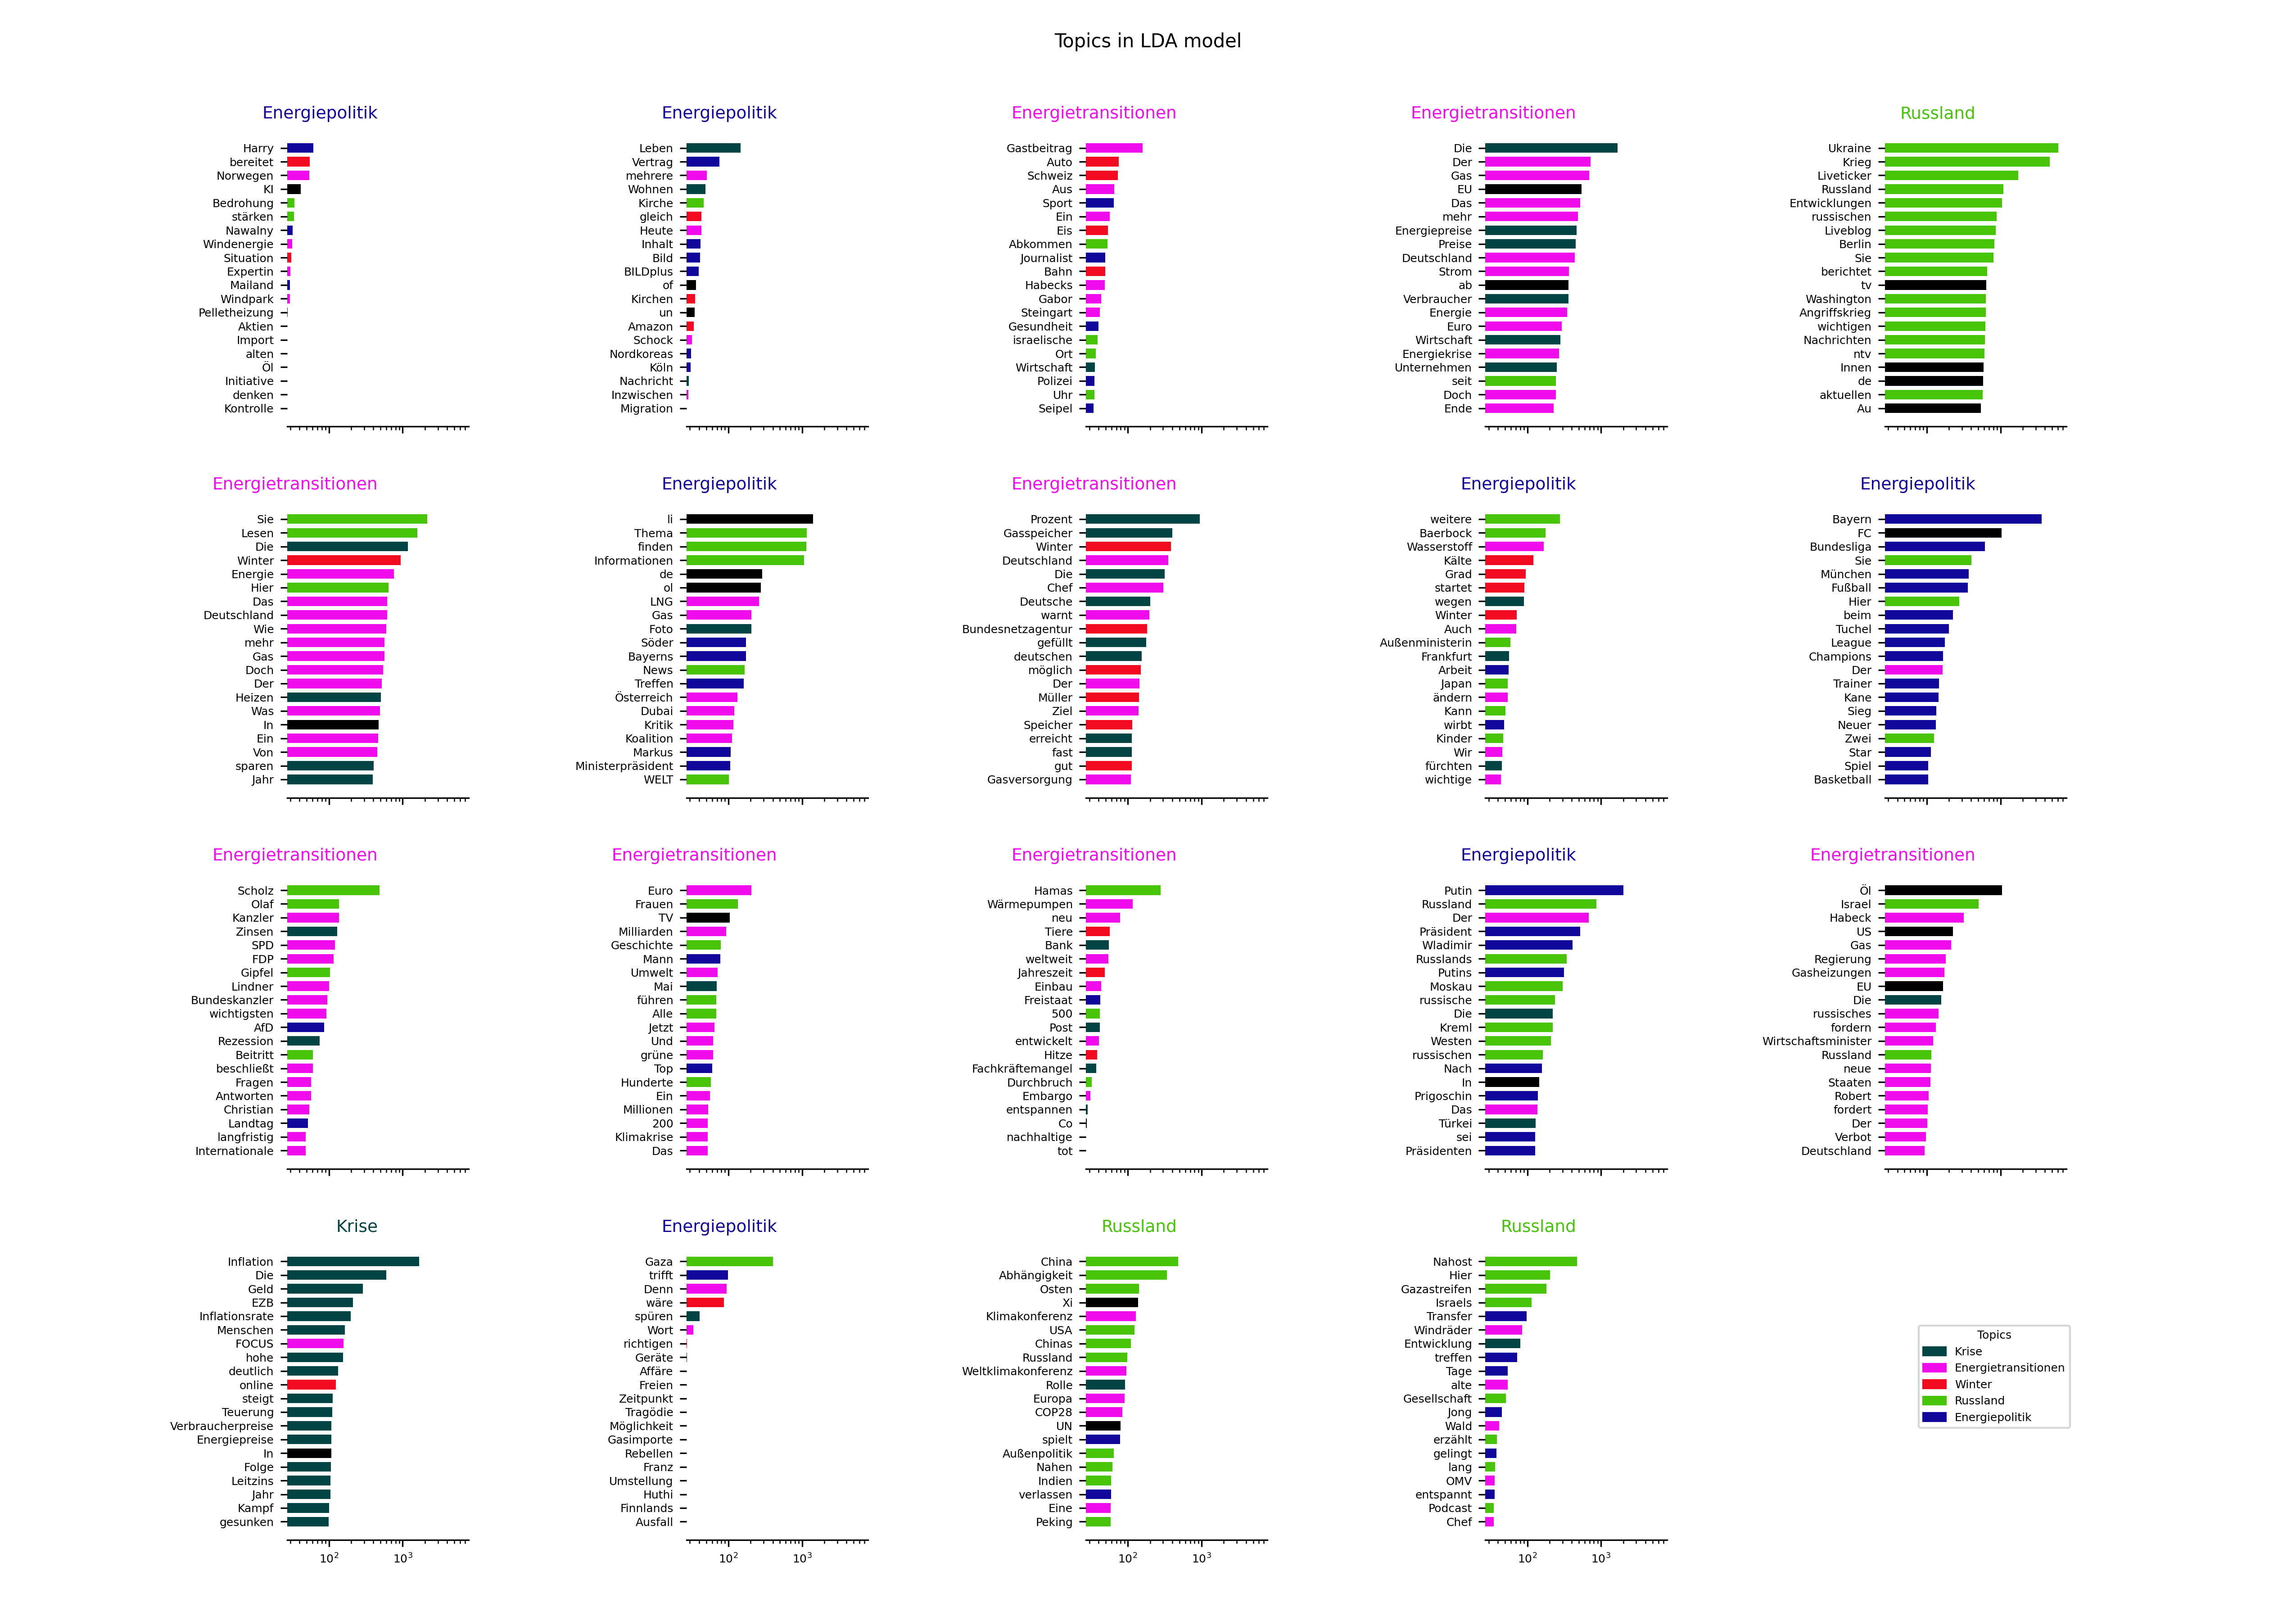 Topics in LDA model
Energiepolitik
Harry
bereitet
Norwegen
KI
Bedrohung
stärken
Nawalny
Windenergie
Situation
Expertin
Mailand
Windpark
Pelletheizung
Aktien
Import
alten
Öl
Initiative
denken
Kontrolle
Energiepolitik
Leben
Vertrag
mehrere
Wohnen
Kirche
gleich
Heute
Inhalt
Bild
BILDplus
of
Kirchen
un
Amazon
Schock
Nordkoreas
Köln
Nachricht
Inzwischen
Migration
Energietransitionen
Gastbeitrag
Auto
Schweiz
Aus
Sport
Ein
Eis
Abkommen
Journalist
Bahn
Habecks
Gabor
Steingart
Gesundheit
israelische
Ort
Wirtschaft
Polizei
Uhr
Seipel
Energietransitionen
Die
Der
Gas
EU
Das
mehr
Energiepreise
Preise
Deutschland
Strom
ab
Verbraucher
Energie
Euro
Wirtschaft
Energiekrise
Unternehmen
seit
Doch
Ende
Russland
Ukraine
Krieg
Liveticker
Russland
Entwicklungen
russischen
Liveblog
Berlin
Sie
berichtet
tv
Washington
Angriffskrieg
wichtigen
Nachrichten
ntv
Innen
de
aktuellen
Au
Energietransitionen
Sie
Lesen
Die
Winter
Energie
Hier
Das
Deutschland
Wie
mehr
Gas
Doch
Der
Heizen
Was
In
Ein
Von
sparen
Jahr
Energiepolitik
li
Thema
finden
Informationen
de
ol
LNG
Gas
Foto
Söder
Bayerns
News
Treffen
Österreich
Dubai
Kritik
Koalition
Markus
Ministerpräsident
WELT
Energietransitionen
Prozent
Gasspeicher
Winter
Deutschland
Die
Chef
Deutsche
warnt
Bundesnetzagentur
gefüllt
deutschen
möglich
Der
Müller
Ziel
Speicher
erreicht
fast
gut
Gasversorgung
Energiepolitik
weitere
Baerbock
Wasserstoff
Kälte
Grad
startet
wegen
Winter
Auch
Außenministerin
Frankfurt
Arbeit
Japan
ändern
Kann
wirbt
Kinder
Wir
fürchten
wichtige
Energiepolitik
Bayern
FC
Bundesliga
Sie
München
Fußball
Hier
beim
Tuchel
League
Champions
Der
Trainer
Kane
Sieg
Neuer
Zwei
Star
Spiel
Basketball
Energietransitionen
Scholz
Olaf
Kanzler
Zinsen
SPD
FDP
Gipfel
Lindner
Bundeskanzler
wichtigsten
AfD
Rezession
Beitritt
beschließt
Fragen
Antworten
Christian
Landtag
langfristig
Internationale
Energietransitionen
Euro
Frauen
TV
Milliarden
Geschichte
Mann
Umwelt
Mai
führen
Alle
Jetzt
Und
grüne
Top
Hunderte
Ein
Millionen
200
Klimakrise
Das
Energietransitionen
Hamas
Wärmepumpen
neu
Tiere
Bank
weltweit
Jahreszeit
Einbau
Freistaat
500
Post
entwickelt
Hitze
Fachkräftemangel
Durchbruch
Embargo
entspannen
Co
nachhaltige
tot
Energiepolitik
Putin
Russland
Der
Präsident
Wladimir
Russlands
Putins
Moskau
russische
Die
Kreml
Westen
russischen
Nach
In
Prigoschin
Das
Türkei
sei
Präsidenten
Energietransitionen
Öl
Israel
Habeck
US
Gas
Regierung
Gasheizungen
EU
Die
russisches
fordern
Wirtschaftsminister
Russland
neue
Staaten
Robert
fordert
Der
Verbot
Deutschland
Krise
Inflation
Die
Geld
EZB
Inflationsrate
Menschen
FOCUS
hohe
deutlich
online
steigt
Teuerung
Verbraucherpreise
Energiepreise
In
Folge
Leitzins
Jahr
Kampf
gesunken
10² 10³
Energiepolitik
Gaza
trifft
Denn
wäre
spüren
Wort
richtigen
Geräte
Affäre
Freien
Zeitpunkt
Tragödie
Möglichkeit
Gasimporte
Rebellen
Franz
Umstellung
Huthi
Finnlands
Ausfall
10² 10³
Russland
China
Abhängigkeit
Osten
Xi
Klimakonferenz
USA
Chinas
Russland
Weltklimakonferenz
Rolle
Europa
COP28
UN
spielt
Außenpolitik
Nahen
Indien
verlassen
Eine
Peking
10² 10³
Russland
Nahost
Hier
Gazastreifen
Israels
Transfer
Windräder
Entwicklung
treffen
Tage
alte
Gesellschaft
Jong
Wald
erzählt
gelingt
lang
OMV
entspannt
Podcast
Chef
10² 10³
Topics
Krise
Energietransitionen
Winter
Russland
Energiepolitik